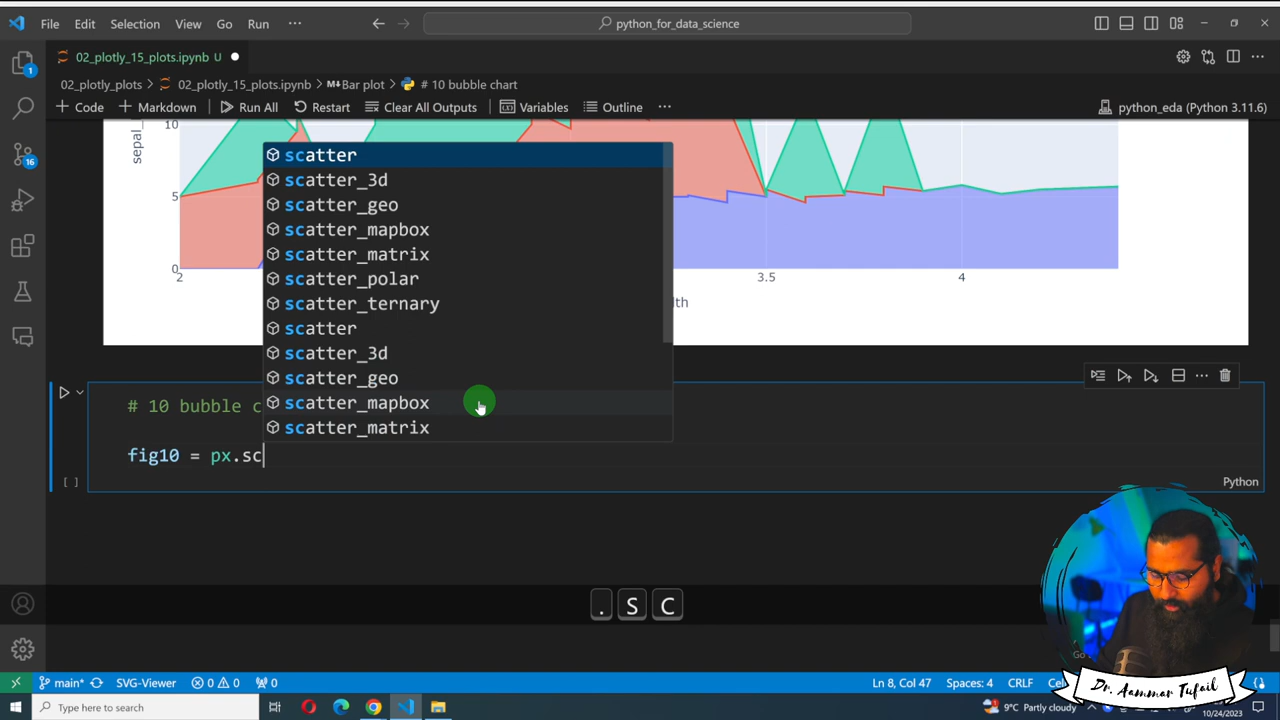 File Edit Selection View Go Run ··· python_for_data_science
02_plotly_15_plots.ipynb U
02_plotly_plots > 02_plotly_15_plots.ipynb > Bar plot > # 10 bubble chart
Code Markdown Run All Restart Clear All Outputs Variables Outline ··· python_eda (Python 3.11.6)
10
5
0
2
3.5
4
scatter
scatter_3d
scatter_geo
scatter_mapbox
scatter_matrix
scatter_polar
scatter_ternary
scatter
scatter_3d
scatter_geo
scatter_mapbox
scatter_matrix
# 10 bubble c
fig10 = px.sc
[ ]
Python
. S C
Dr. Aammar Tufail
main* SVG-Viewer 0 0 0 Ln 8, Col 47 Spaces: 4 CRLF
Type here to search 9°C Partly cloudy
10/24/2023
1
16